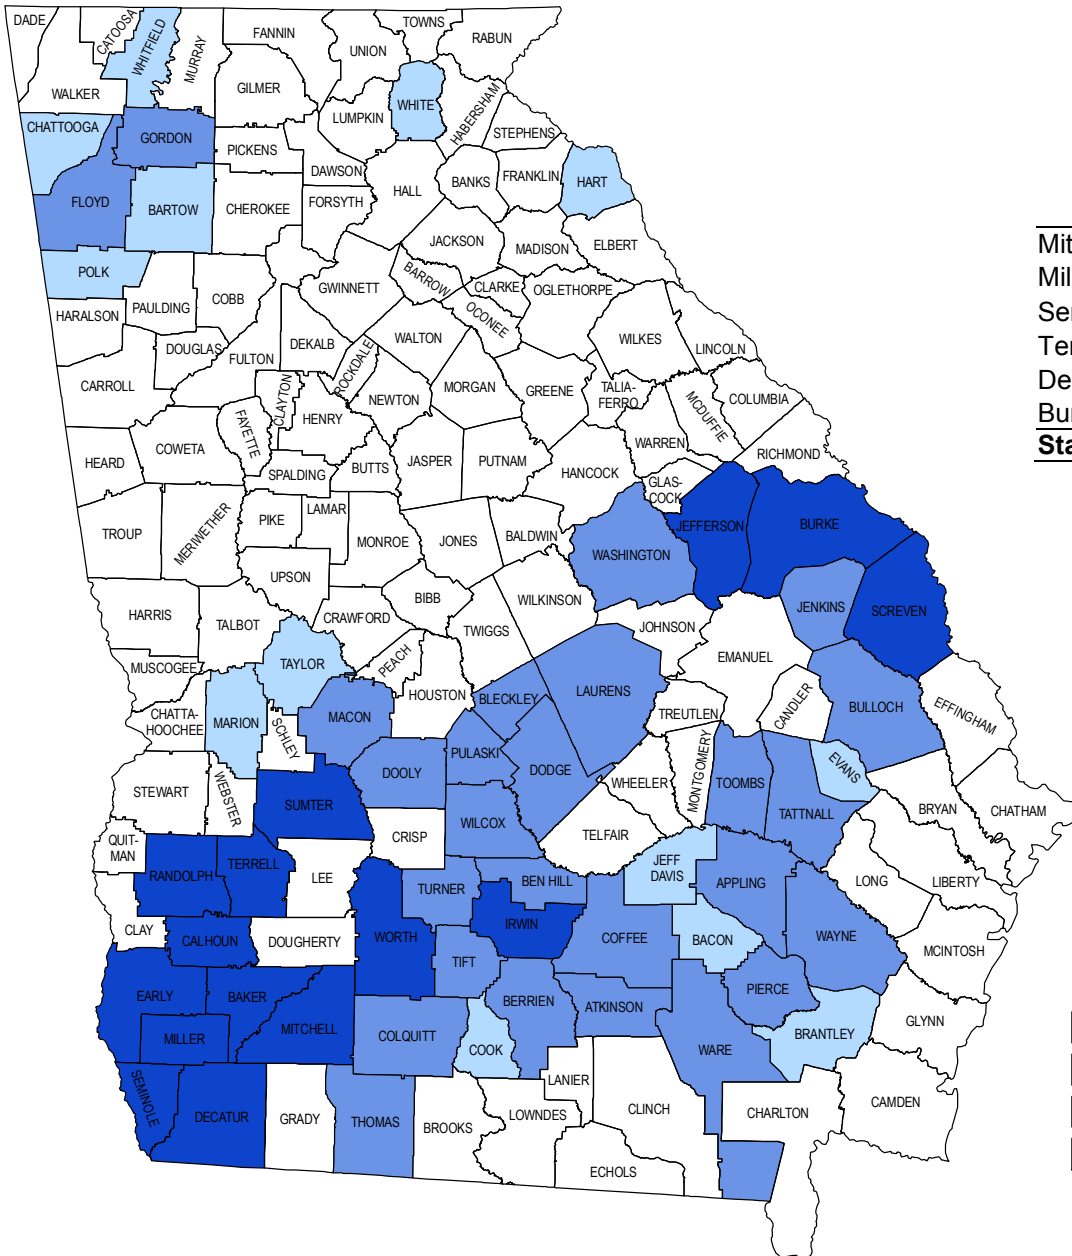 DADE
CATOOSA
WHITFIELD
MURRAY
FANNIN
UNION
TOWNS
RABUN
WALKER
GILMER
WHITE
HABERSHAM
LUMPKIN
STEPHENS
CHATTOOGA
GORDON
PICKENS
DAWSON
HALL
BANKS
FRANKLIN
HART
FLOYD
BARTOW
CHEROKEE
FORSYTH
JACKSON
MADISON
ELBERT
POLK
PAULDING
COBB
GWINNETT
BARROW
CLARKE
OGLETHORPE
OCONEE
HARALSON
DOUGLAS
FULTON
DEKALB
ROCKDALE
WALTON
WILKES
LINCOLN
CARROLL
CLAYTON
NEWTON
MORGAN
GREENE
TALIA-
FERRO
MCDUFFIE
COLUMBIA
FAYETTE
HENRY
WARREN
RICHMOND
HEARD
COWETA
SPALDING
BUTTS
JASPER
PUTNAM
HANCOCK
GLAS-
COCK
TROUP
MERIWETHER
PIKE
LAMAR
MONROE
JONES
BALDWIN
WASHINGTON
JEFFERSON
BURKE
UPSON
BIBB
WILKINSON
JENKINS
SCREVEN
HARRIS
TALBOT
CRAWFORD
TWIGGS
JOHNSON
EMANUEL
MUSCOGEE
TAYLOR
PEACH
HOUSTON
BLECKLEY
LAURENS
TREUTLEN
CANDLER
BULLOCH
EFFINGHAM
CHATTA-
HOOCHEE
MARION
SCHLEY
MACON
PULASKI
DODGE
MONTGOMERY
EVANS
STEWART
WEBSTER
SUMTER
DOOLY
WILCOX
WHEELER
TOOMBS
TATTNALL
BRYAN
CHATHAM
QUIT-
MAN
CRISP
TELFAIR
RANDOLPH
TERRELL
LEE
TURNER
BEN HILL
JEFF
DAVIS
APPLING
LONG
LIBERTY
CLAY
CALHOUN
DOUGHERTY
WORTH
IRWIN
COFFEE
BACON
WAYNE
MCINTOSH
TIFT
EARLY
BAKER
BERRIEN
ATKINSON
PIERCE
MILLER
MITCHELL
COLQUITT
COOK
WARE
BRANTLEY
GLYNN
SEMINOLE
DECATUR
GRADY
THOMAS
BROOKS
LANIER
LOWNDES
CLINCH
CHARLTON
CAMDEN
ECHOLS
Mit
Mil
Ser
Ter
De
Bur
Sta